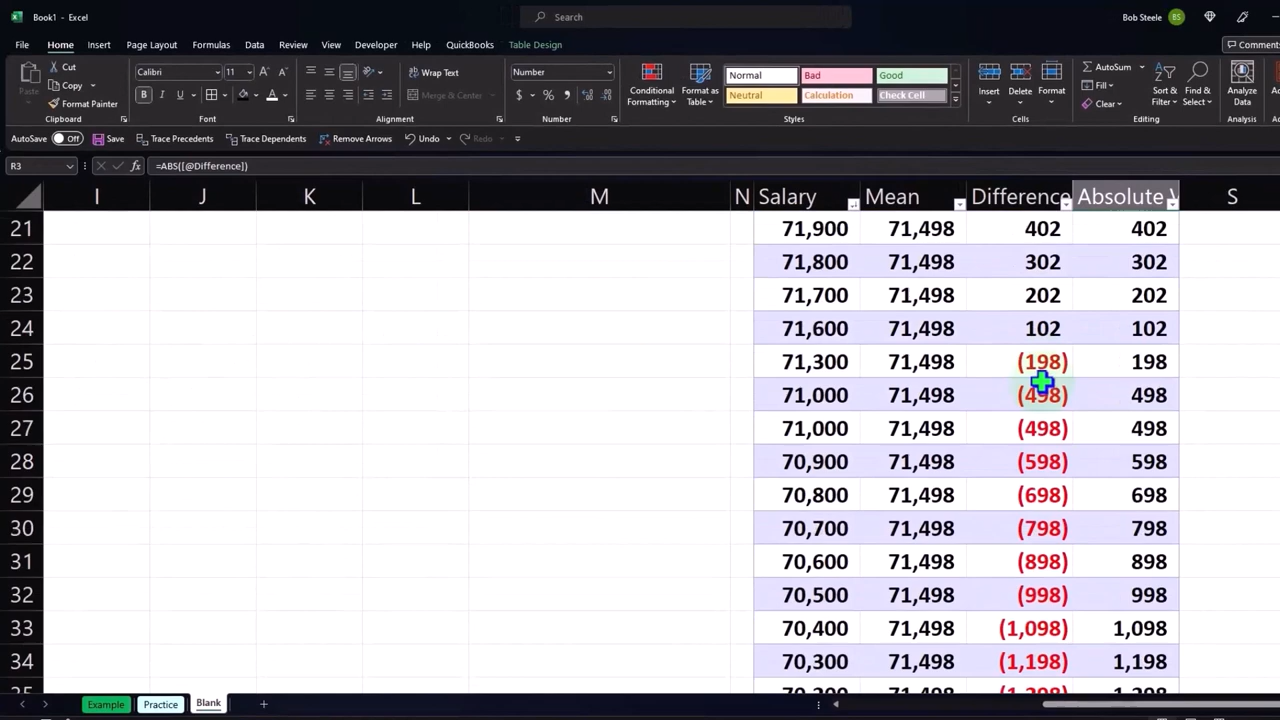 Book1 - Excel
Search
Bob Steele BS
File Home Insert Page Layout Formulas Data Review View Developer Help QuickBooks Table Design
Comments
Paste
Cut
Copy
Format Painter
Clipboard
Calibri 11
B I U
Font
Wrap Text
Merge & Center
Alignment
Number
$ % 9
Number
Conditional Formatting
Format as Table
Normal Bad Good
Neutral Calculation Check Cell
Styles
Insert Delete Format
Cells
AutoSum
Fill
Clear
Sort & Filter
Find & Select
Editing
Analyze Data
Analysis
AutoSave Off Save Trace Precedents Trace Dependents Remove Arrows Undo Redo
R3 fx =ABS([@Difference])
I J K L M N Salary Mean Difference Absolute V S
21 71,900 71,498 402 402
22 71,800 71,498 302 302
23 71,700 71,498 202 202
24 71,600 71,498 102 102
25 71,300 71,498 (198) 198
26 71,000 71,498 (498) 498
27 71,000 71,498 (498) 498
28 70,900 71,498 (598) 598
29 70,800 71,498 (698) 698
30 70,700 71,498 (798) 798
31 70,600 71,498 (898) 898
32 70,500 71,498 (998) 998
33 70,400 71,498 (1,098) 1,098
34 70,300 71,498 (1,198) 1,198
Example Practice Blank